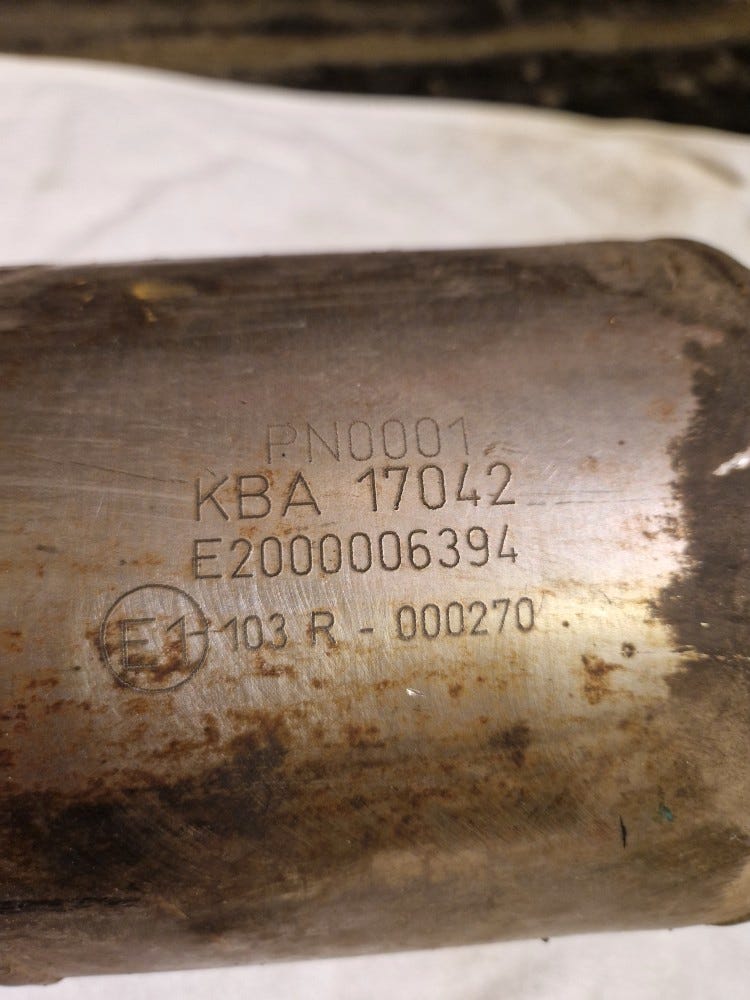 PN0001
KBA 17042
E2000006394
E1 103 R - 000270